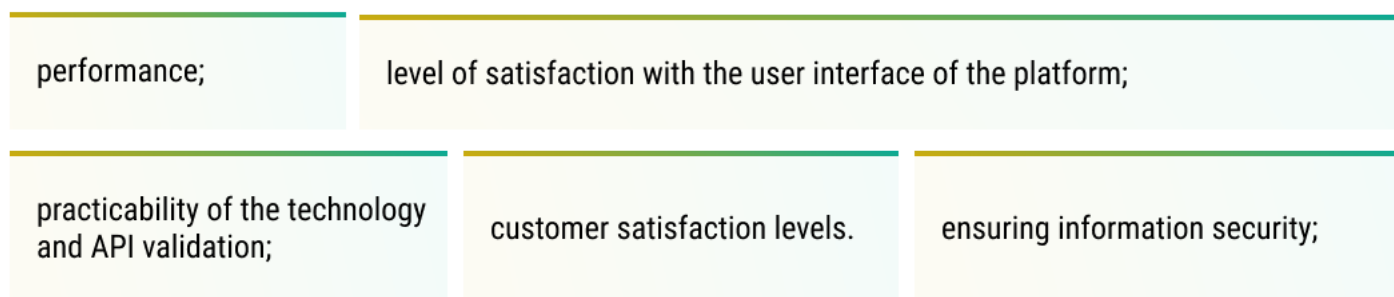 performance;
level of satisfaction with the user interface of the platform;
practicability of the technology
and API validation;
customer satisfaction levels.
ensuring information security;